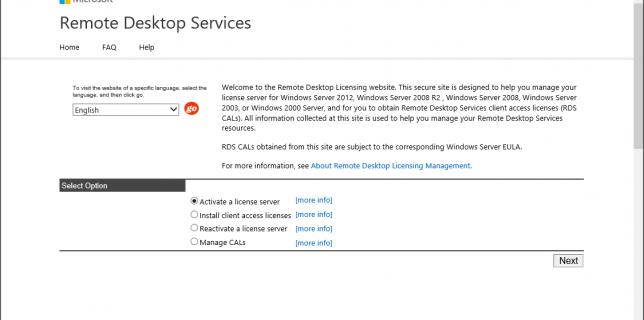 Microsoft
Remote Desktop Services
Home FAQ Help
To visit the website of a specific language, select the
language, and then click go.
English go
Welcome to the Remote Desktop Licensing website. This secure site is designed to help you manage your
license server for Windows Server 2012, Windows Server 2008 R2 , Windows Server 2008, Windows Server
2003, or Windows 2000 Server, and for you to obtain Remote Desktop Services client access licenses (RDS
CALs). All information collected at this site is used to help you manage your Remote Desktop Services
resources.
RDS CALs obtained from this site are subject to the corresponding Windows Server EULA.
For more information, see About Remote Desktop Licensing Management.
Select Option
Activate a license server [more info]
Install client access licenses [more info]
Reactivate a license server [more info]
Manage CALs [more info]
Next